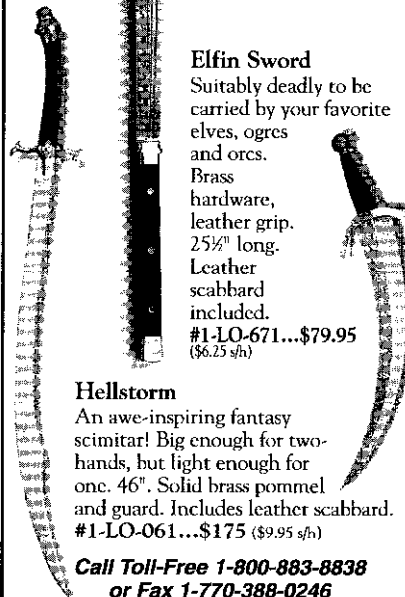 Elfin Sword
Suitably deadly to be
carried by your favorite
elves, ogres
and orcs.
Brass
hardware,
leather grip.
25½" long.
Leather
scabbard
included.
#1-LO-671...$79.95
($6.25 s/h)
Hellstorm
An awe-inspiring fantasy
scimitar! Big enough for two-
hands, but light enough for
one. 46". Solid brass pommel
and guard. Includes leather scabbard.
#1-LO-061...$175 ($9.95 s/h)
Call Toll-Free 1-800-883-8838
or Fax 1-770-388-0246